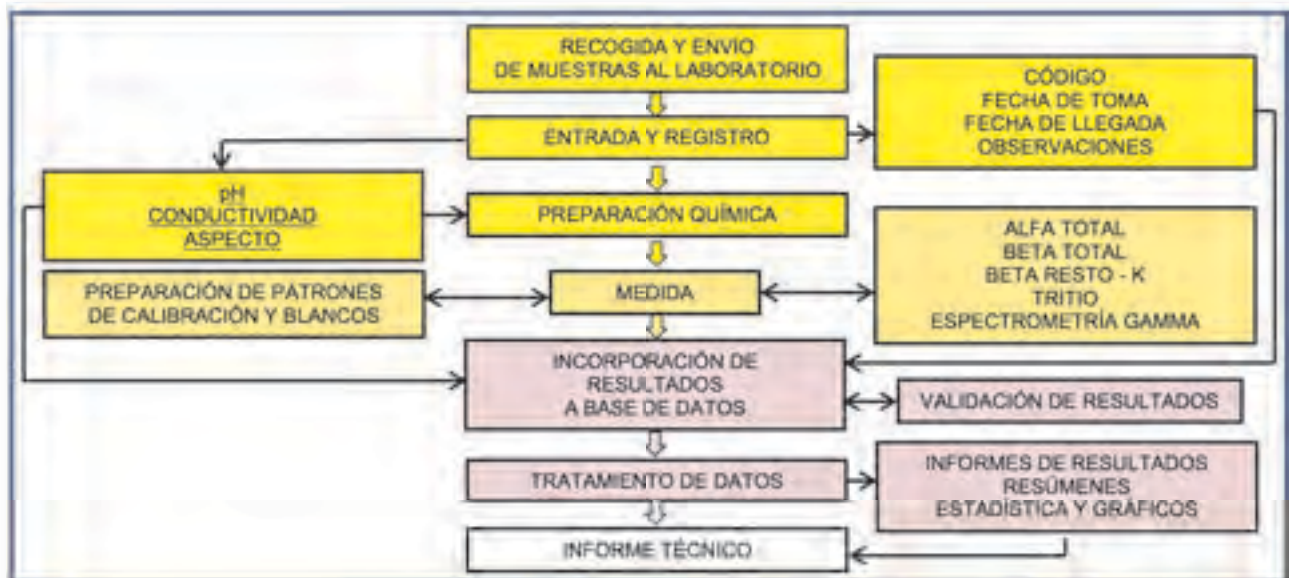 RECOGIDA Y ENVÍO
DE MUESTRAS AL LABORATORIO
CÓDIGO
FECHA DE TOMA
FECHA DE LLEGADA
OBSERVACIONES
ENTRADA Y REGISTRO
pH
CONDUCTIVIDAD
ASPECTO
PREPARACIÓN QUÍMICA
ALFA TOTAL
BETA TOTAL
BETA RESTO - K
TRITIO
ESPECTROMETRÍA GAMMA
PREPARACIÓN DE PATRONES
DE CALIBRACIÓN Y BLANCOS
MEDIDA
INCORPORACIÓN DE
RESULTADOS
A BASE DE DATOS
VALIDACIÓN DE RESULTADOS
TRATAMIENTO DE DATOS
INFORMES DE RESULTADOS
RESÚMENES
ESTADÍSTICA Y GRÁFICOS
INFORME TÉCNICO